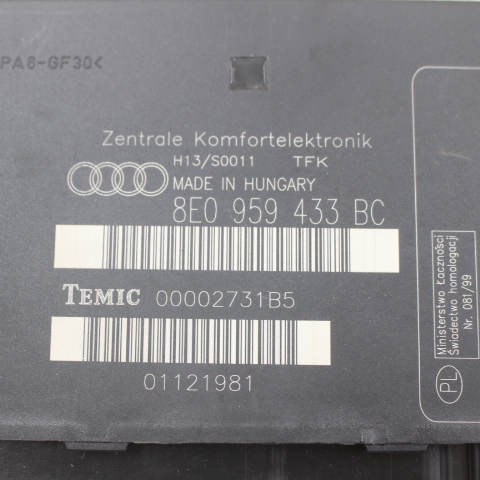 PA6-GF30<
Zentrale Komfortelektronik
H13/S0011 TFK
MADE IN HUNGARY
8E0 959 433 BC
TEMIC 00002731B5
01121981
Ministerstwo Łączności
Świadectwo homologacji
Nr. 081/99
PL